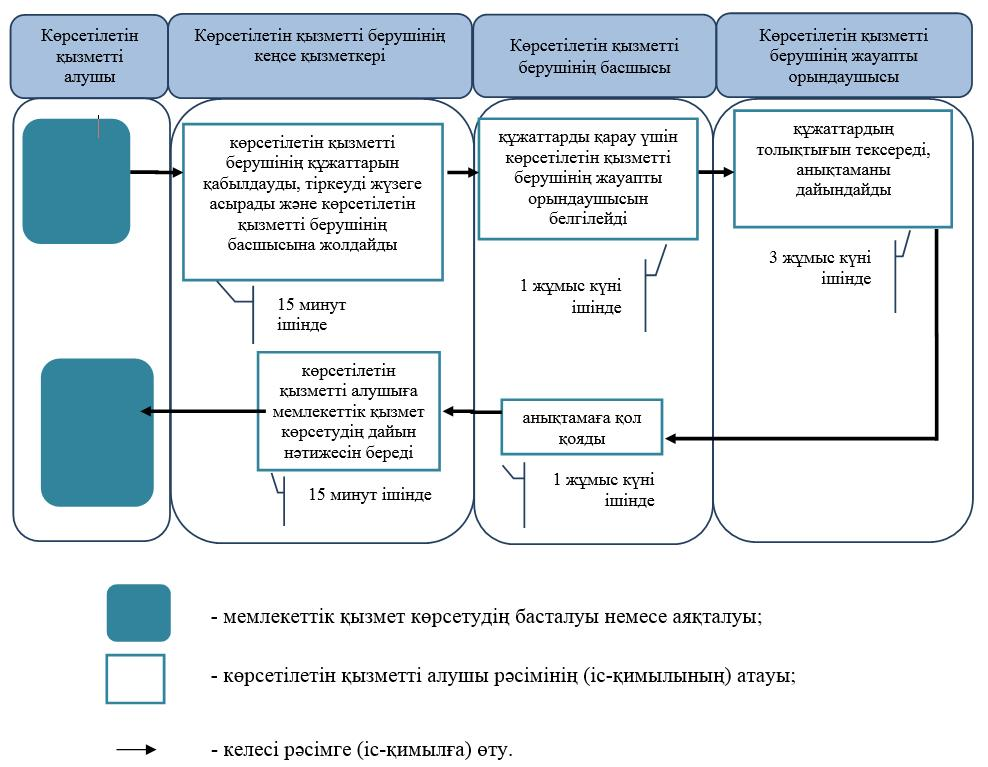 Көрсетілетін
қызметті
алушы
Көрсетілетін қызметті берушінің
кеңсе қызметкері
Көрсетілетін қызметті
берушінің басшысы
Көрсетілетін қызметті
берушінің жауапты
орындаушысы
көрсетілетін қызметті
берушінің құжаттарын
қабылдауды, тіркеуді жүзеге
асырады және көрсетілетін
қызметті берушінің
басшысына жолдайды
құжаттарды қарау үшін
көрсетілетін қызметті
берушінің жауапты
орындаушысын
белгілейді
құжаттардың
толықтығын тексереді,
анықтаманы
дайындайды
15 минут
ішінде
1 жұмыс күні
ішінде
3 жұмыс күні
ішінде
көрсетілетін
қызметті алушыға
мемлекеттік қызмет
көрсетудің дайын
нәтижесін береді
анықтамаға қол
қояды
15 минут ішінде
1 жұмыс күні
ішінде
- мемлекеттік қызмет көрсетудің басталуы немесе аяқталуы;
- көрсетілетін қызметті алушы рәсімінің (іс-қимылының) атауы;
- келесі рәсімге (іс-қимылға) өту.